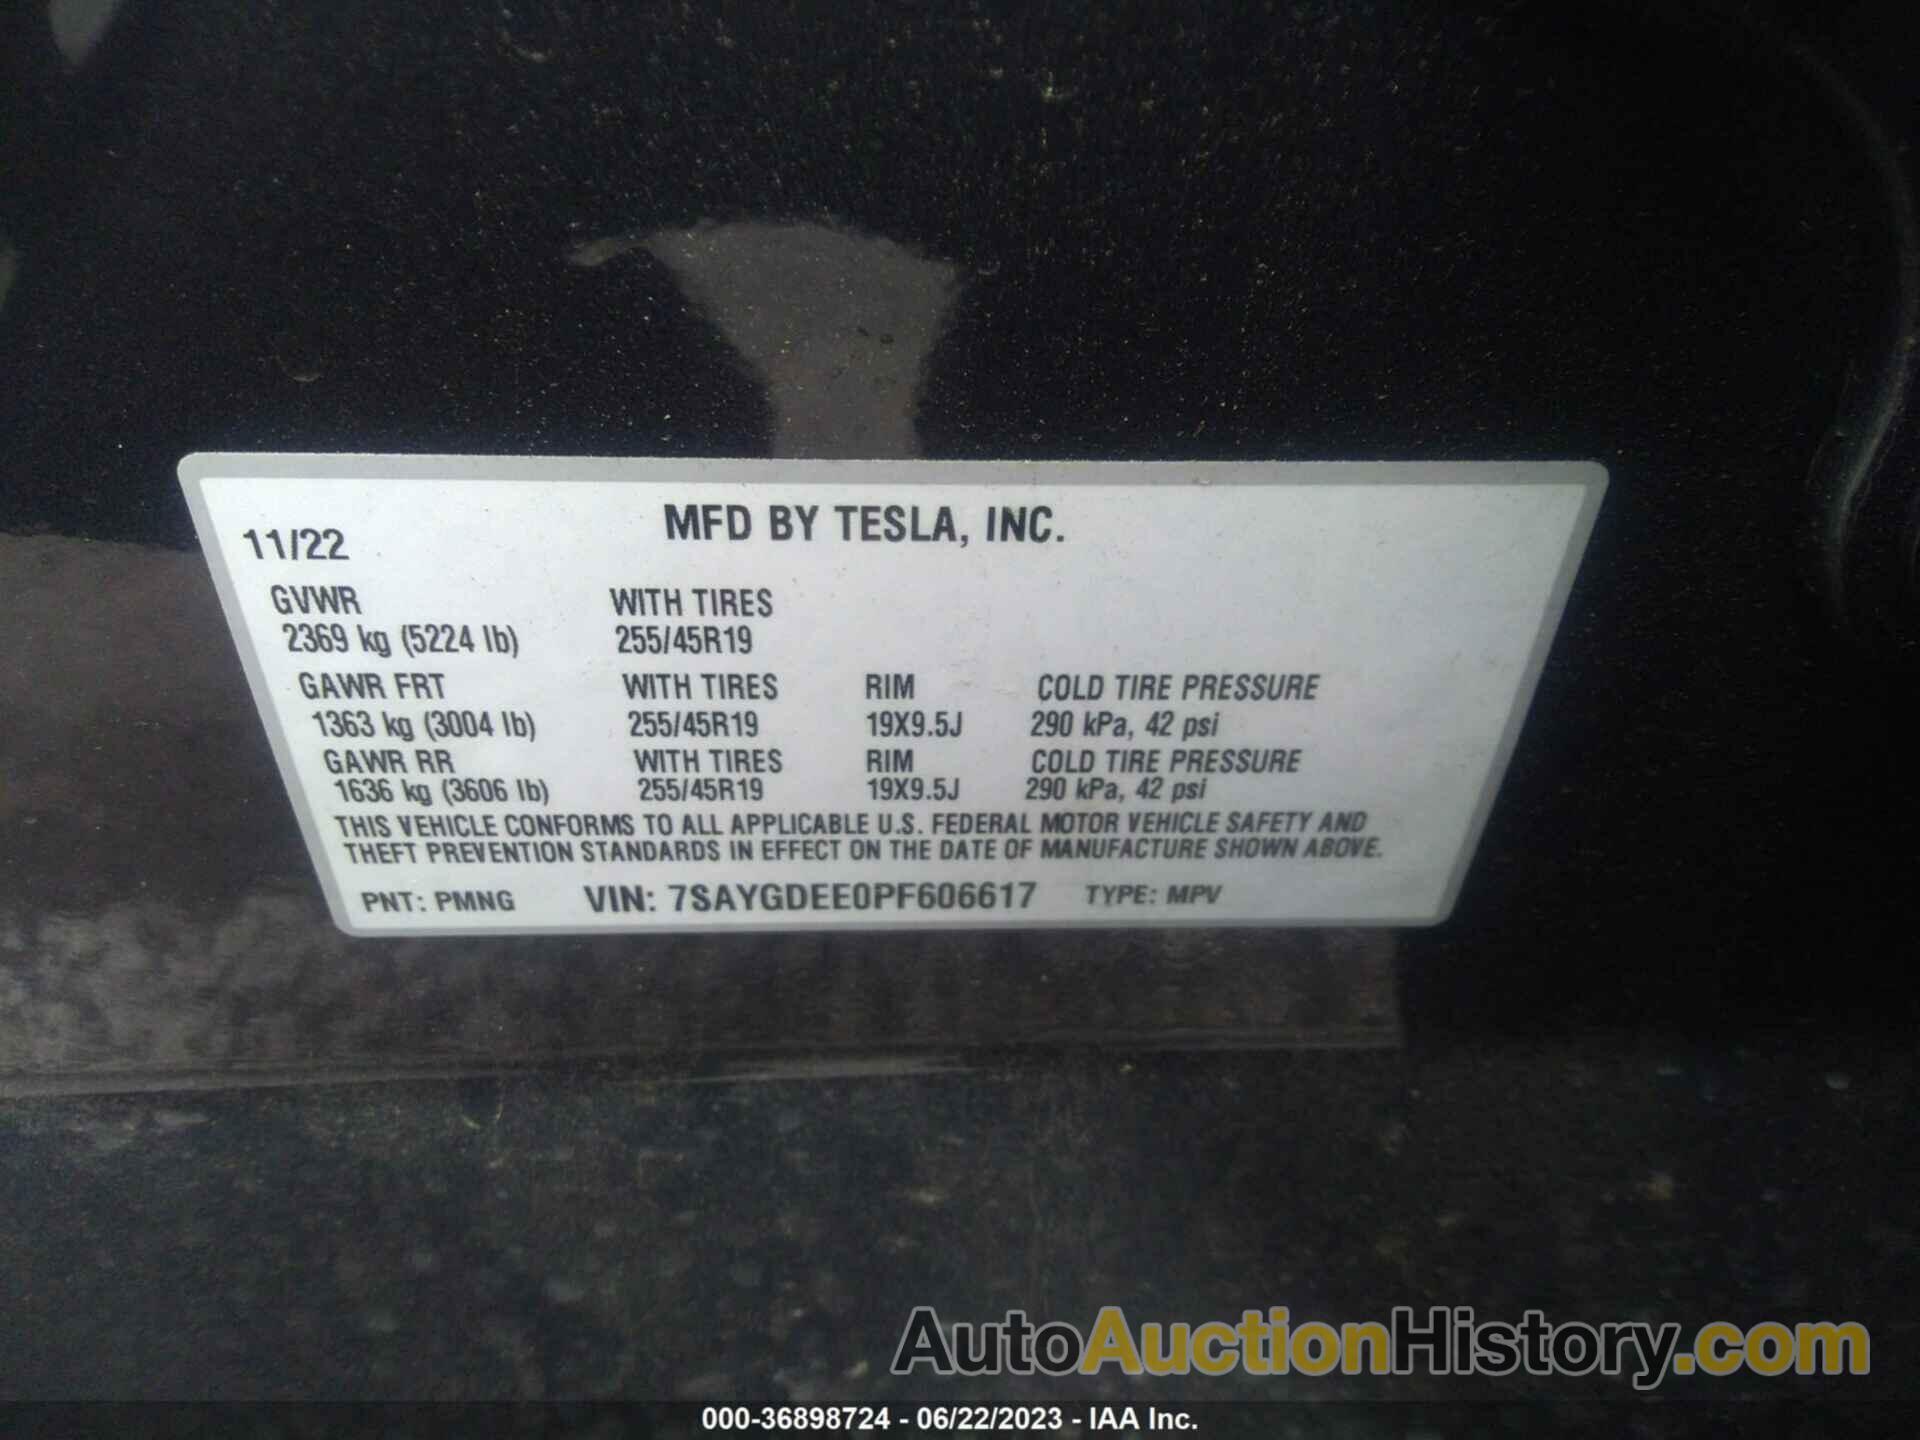 11/22 MFD BY TESLA, INC.
GVWR WITH TIRES
2369 kg (5224 lb) 255/45R19
GAWR FRT WITH TIRES RIM COLD TIRE PRESSURE
1363 kg (3004 lb) 255/45R19 19X9.5J 290 kPa, 42 psi
GAWR RR WITH TIRES RIM COLD TIRE PRESSURE
1636 kg (3606 lb) 255/45R19 19X9.5J 290 kPa, 42 psi
THIS VEHICLE CONFORMS TO ALL APPLICABLE U.S. FEDERAL MOTOR VEHICLE SAFETY AND
THEFT PREVENTION STANDARDS IN EFFECT ON THE DATE OF MANUFACTURE SHOWN ABOVE.
PNT: PMNG VIN: 7SAYGDEE0PF606617 TYPE: MPV
AutoAuctionHistory.com
000-36898724 - 06/22/2023 - IAA Inc.